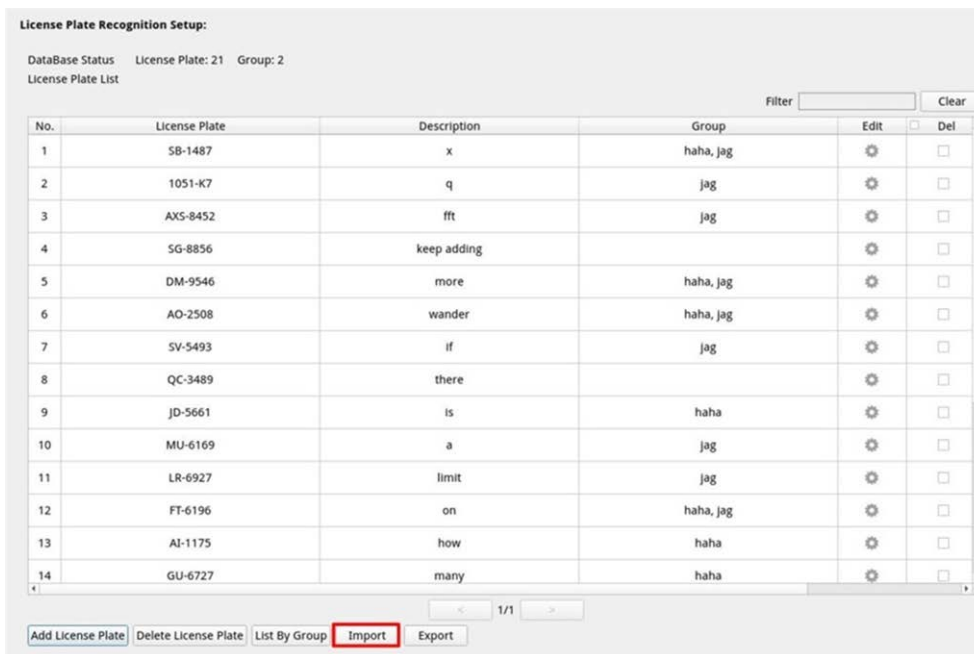 License Plate Recognition Setup:
DataBase Status License Plate: 21 Group: 2
License Plate List
Filter Clear
No. License Plate Description Group Edit Del
1 SB-1487 x haha, jag
2 1051-K7 q jag
3 AXS-8452 fft jag
4 SG-8856 keep adding
5 DM-9546 more haha, jag
6 AO-2508 wander haha, jag
7 SV-5493 if jag
8 QC-3489 there
9 JD-5661 is haha
10 MU-6169 a jag
11 LR-6927 limit jag
12 FT-6196 on haha, jag
13 AI-1175 how haha
14 GU-6727 many haha
< 1/1 >
Add License Plate Delete License Plate List By Group Import Export